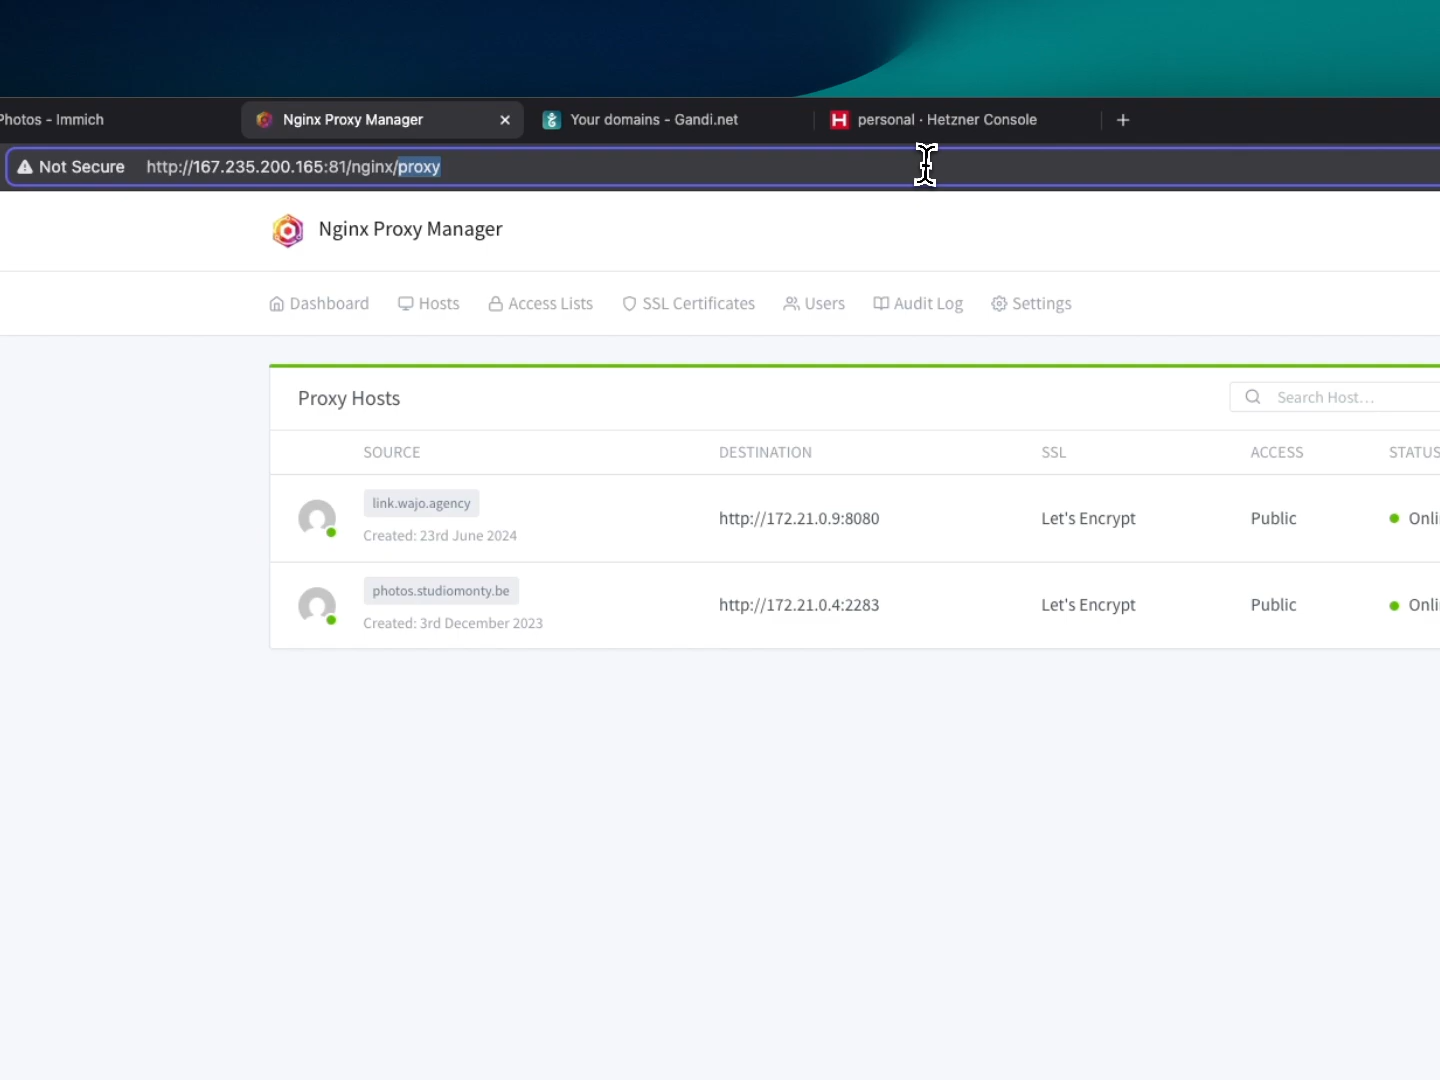 Photos - Immich
Nginx Proxy Manager
Your domains - Gandi.net
personal · Hetzner Console
Not Secure http://167.235.200.165:81/nginx/proxy
Nginx Proxy Manager
Dashboard Hosts Access Lists SSL Certificates Users Audit Log Settings
Proxy Hosts
Search Host…
SOURCE DESTINATION SSL ACCESS STATUS
link.wajo.agency
Created: 23rd June 2024
http://172.21.0.9:8080 Let's Encrypt Public Onli
photos.studiomonty.be
Created: 3rd December 2023
http://172.21.0.4:2283 Let's Encrypt Public Onli